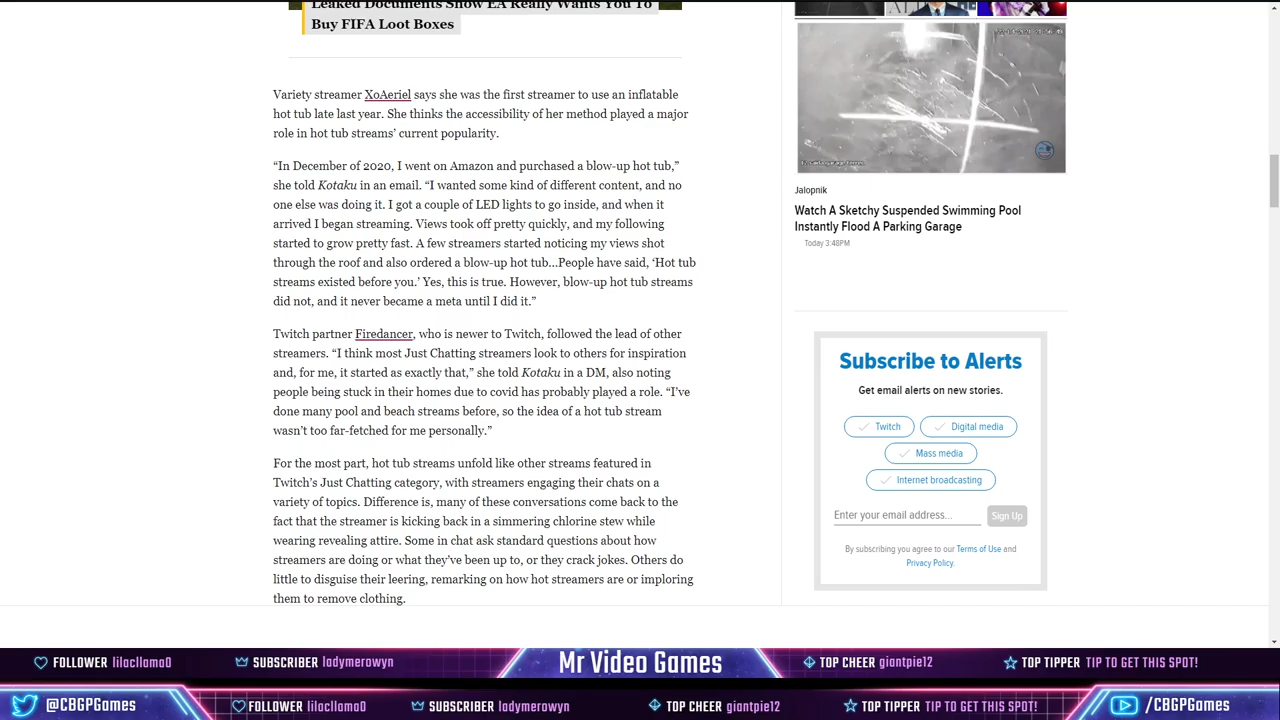 Leaked Documents Show EA Really Wants You To
Buy FIFA Loot Boxes
Variety streamer XoAeriel says she was the first streamer to use an inflatable
hot tub late last year. She thinks the accessibility of her method played a major
role in hot tub streams’ current popularity.
“In December of 2020, I went on Amazon and purchased a blow-up hot tub,”
she told Kotaku in an email. “I wanted some kind of different content, and no
one else was doing it. I got a couple of LED lights to go inside, and when it
arrived I began streaming. Views took off pretty quickly, and my following
started to grow pretty fast. A few streamers started noticing my views shot
through the roof and also ordered a blow-up hot tub…People have said, ‘Hot tub
streams existed before you.’ Yes, this is true. However, blow-up hot tub streams
did not, and it never became a meta until I did it.”
Twitch partner Firedancer, who is newer to Twitch, followed the lead of other
streamers. “I think most Just Chatting streamers look to others for inspiration
and, for me, it started as exactly that,” she told Kotaku in a DM, also noting
people being stuck in their homes due to covid has probably played a role. “I’ve
done many pool and beach streams before, so the idea of a hot tub stream
wasn’t too far-fetched for me personally.”
For the most part, hot tub streams unfold like other streams featured in
Twitch’s Just Chatting category, with streamers engaging their chats on a
variety of topics. Difference is, many of these conversations come back to the
fact that the streamer is kicking back in a simmering chlorine stew while
wearing revealing attire. Some in chat ask standard questions about how
streamers are doing or what they’ve been up to, or they crack jokes. Others do
little to disguise their leering, remarking on how hot streamers are or imploring
them to remove clothing.
Jalopnik
Watch A Sketchy Suspended Swimming Pool
Instantly Flood A Parking Garage
Today 3:48PM
Subscribe to Alerts
Get email alerts on new stories.
Twitch
Digital media
Mass media
Internet broadcasting
Enter your email address...
Sign Up
By subscribing you agree to our Terms of Use and
Privacy Policy.
FOLLOWER lilacllama0 SUBSCRIBER ladymerowyn Mr Video Games TOP CHEER giantpie12 TOP TIPPER TIP TO GET THIS SPOT!
@CBGPGames FOLLOWER lilacllama0 SUBSCRIBER ladymerowyn TOP CHEER giantpie12 TOP TIPPER TIP TO GET THIS SPOT! /CBGPGames